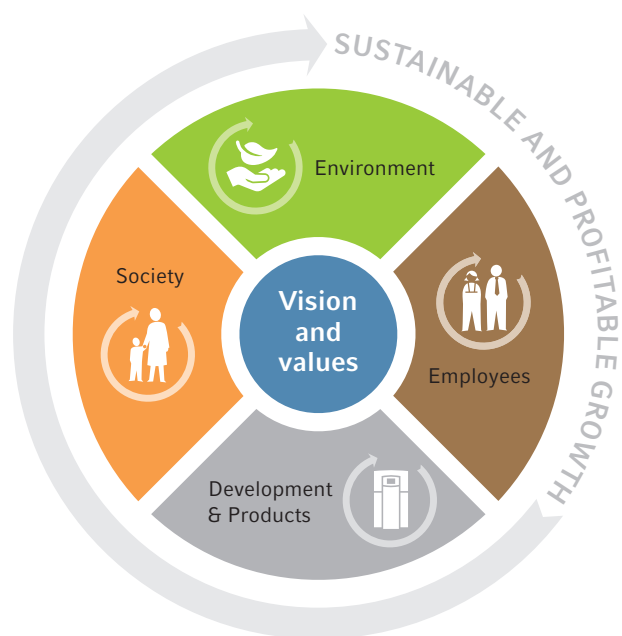 SUSTAINABLE AND PROFITABLE GROWTH
Environment
Society
Vision
and
values
Employees
Development
& Products